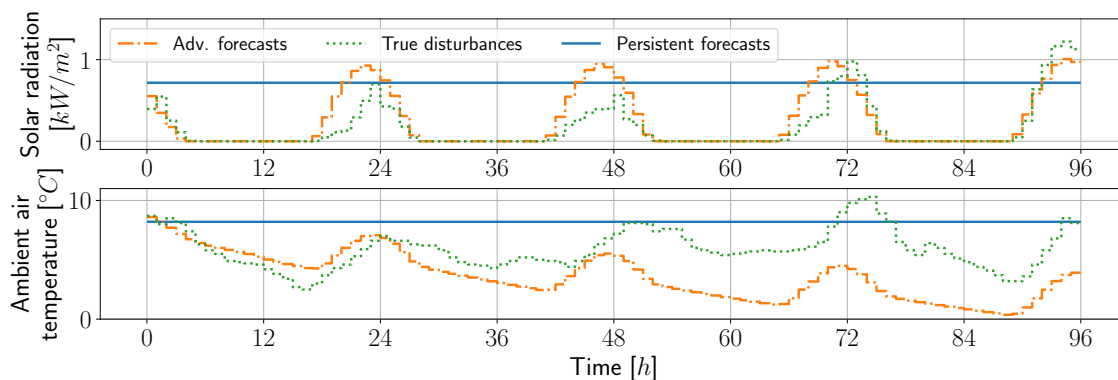 Solar radiation
[kW/m²]
1
0
Adv. forecasts
True disturbances
Persistent forecasts
0 12 24 36 48 60 72 84 96
Ambient air
temperature [°C]
10
0
0 12 24 36 48 60 72 84 96
Time [h]